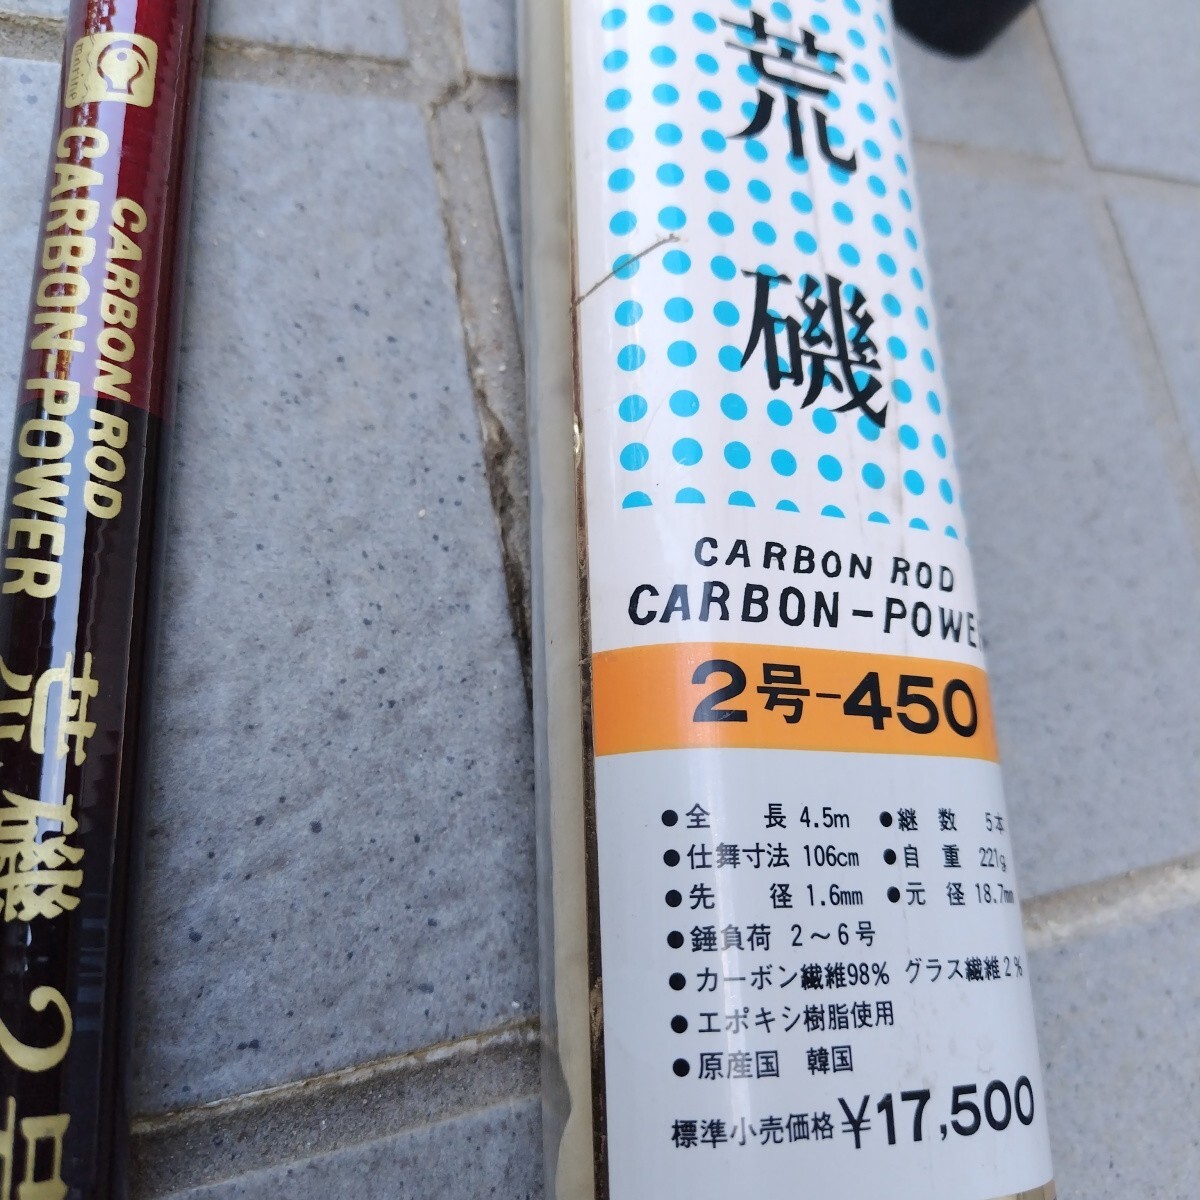 marine
CARBON ROD
CARBON-POWER
荒磯 2号
荒磯
CARBON ROD
CARBON-POWER
2号-450
●全 長 4.5m ●継 数 5本
●仕舞寸法 106cm ●自 重 221g
●先 径 1.6mm ●元 径 18.7mm
●錘負荷 2～6号
●カーボン繊維98% グラス繊維2%
●エポキシ樹脂使用
●原産国 韓国
標準小売価格 ¥17,500